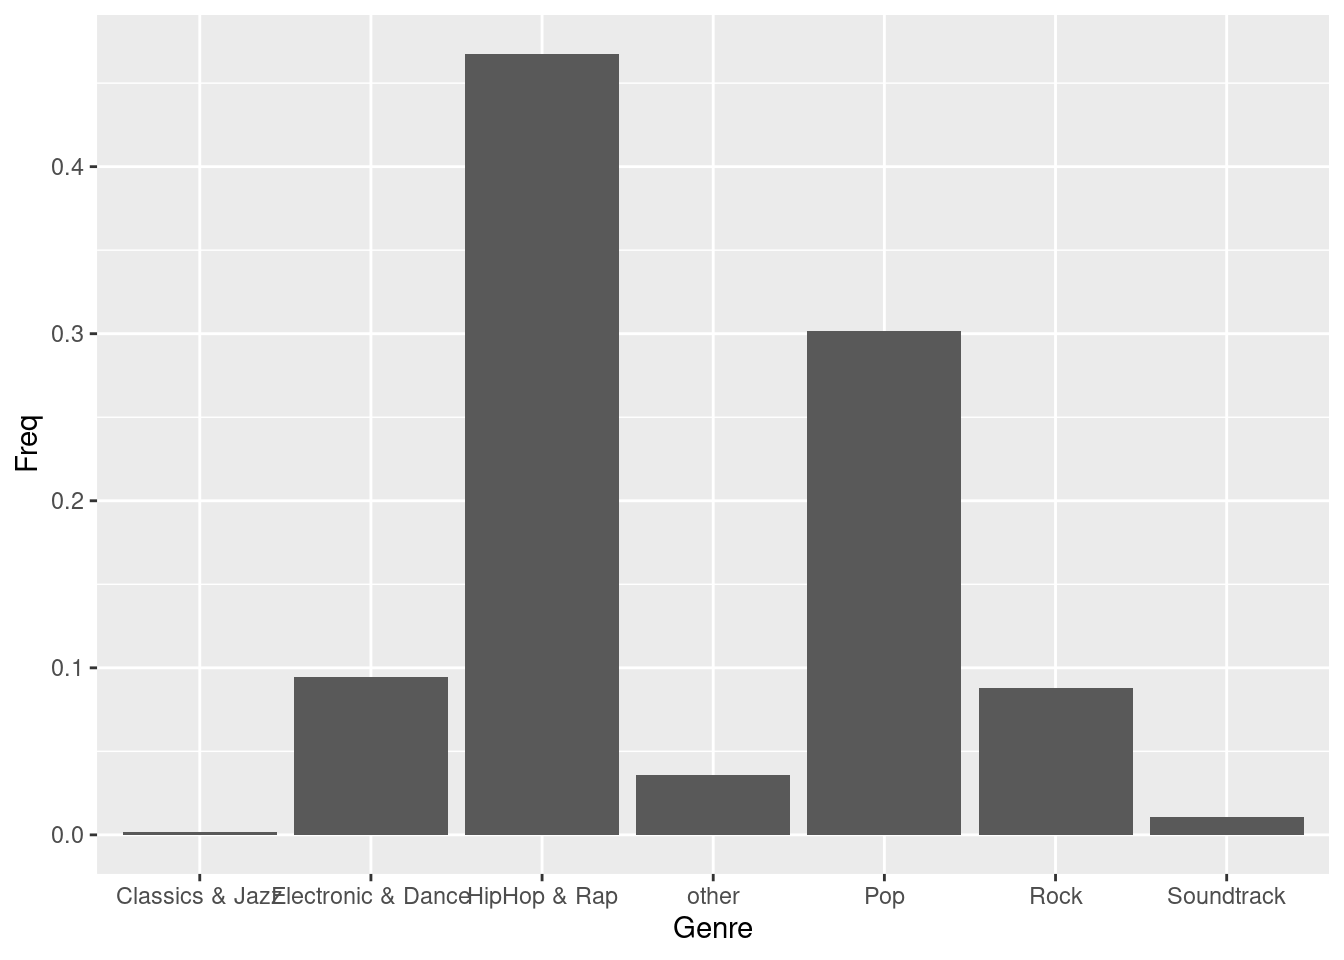 Freq
0.4
0.3
0.2
0.1
0.0
Classics & Jazz Electronic & Dance HipHop & Rap other Pop Rock Soundtrack
Genre